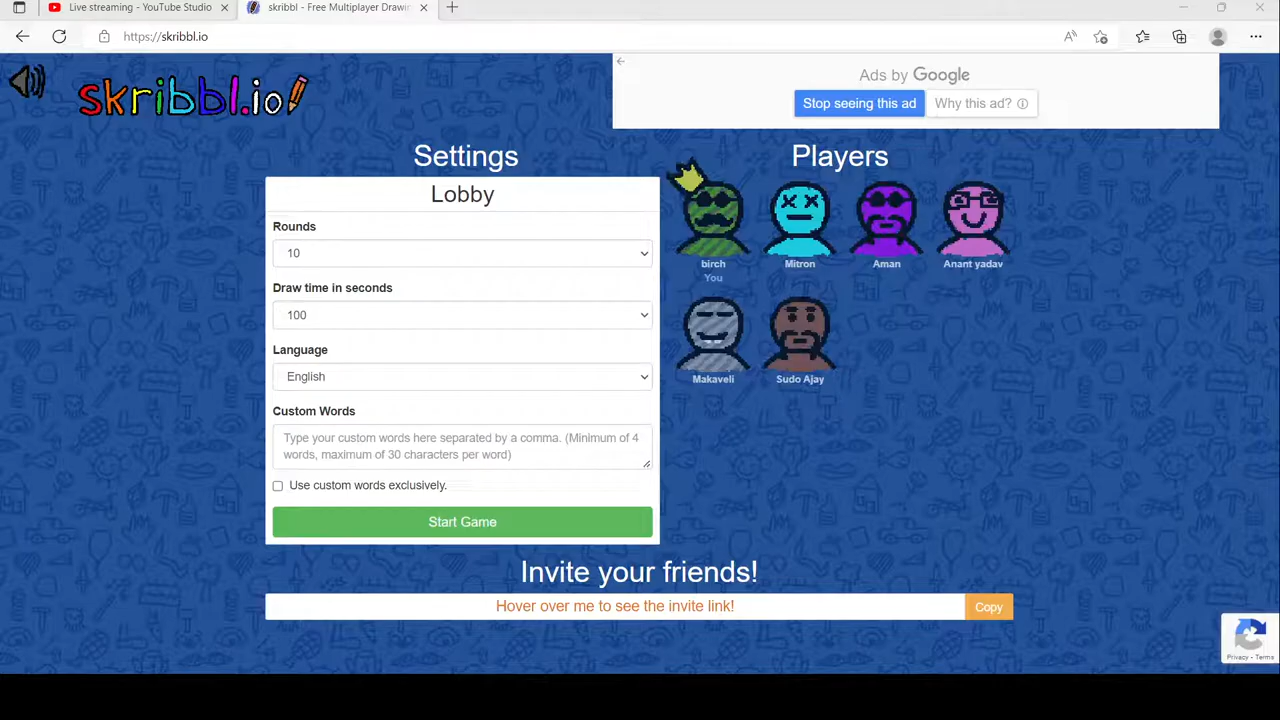 Live streaming - YouTube Studio
skribbl - Free Multiplayer Drawin
https://skribbl.io
skribbl.io
Ads by Google
Stop seeing this ad
Why this ad?
Settings
Players
Lobby
Rounds
10
birch
You
Mitron
Aman
Anant yadav
Draw time in seconds
100
Language
English
Makaveli
Sudo Ajay
Custom Words
Type your custom words here separated by a comma. (Minimum of 4
words, maximum of 30 characters per word)
Use custom words exclusively.
Start Game
Invite your friends!
Hover over me to see the invite link!
Copy
Privacy - Terms